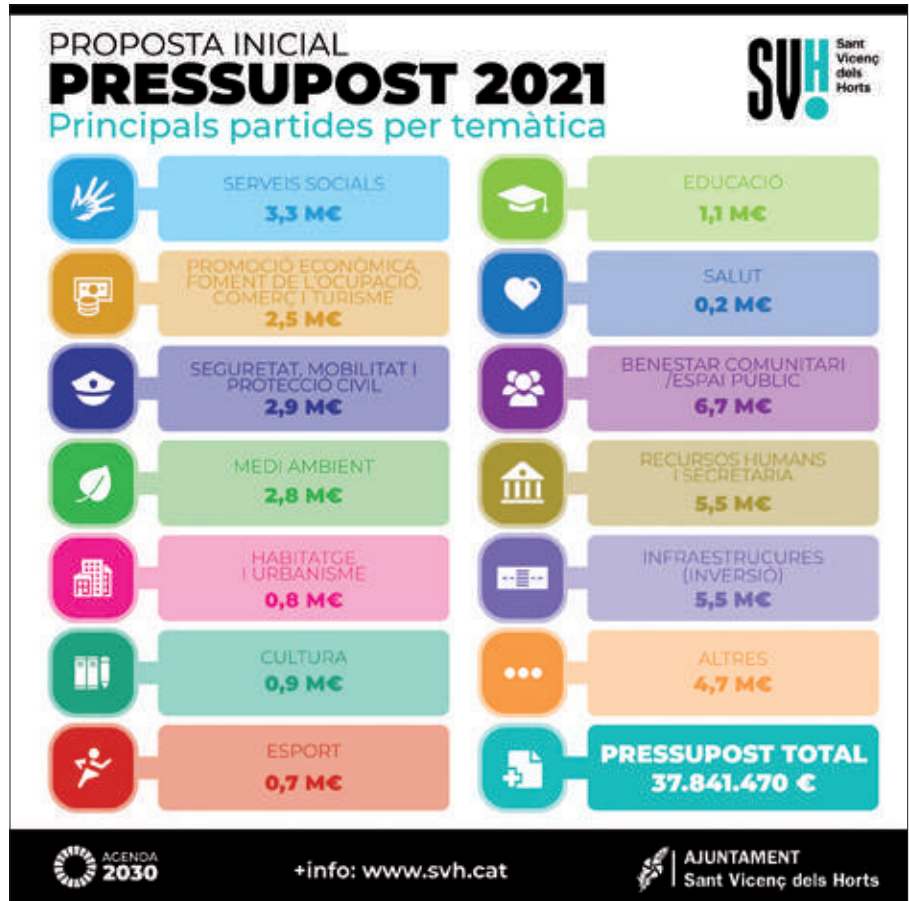 PROPOSTA INICIAL
PRESSUPOST 2021
Principals partides per temàtica
SVH
Sant
Vicenç
dels
Horts
SERVEIS SOCIALS
3,3 M€
PROMOCIÓ ECONÒMICA,
FOMENT DE L'OCUPACIÓ,
COMERÇ I TURISME
2,5 M€
SEGURETAT, MOBILITAT I
PROTECCIÓ CIVIL
2,9 M€
MEDI AMBIENT
2,8 M€
HABITATGE
I URBANISME
0,8 M€
CULTURA
0,9 M€
ESPORT
0,7 M€
EDUCACIÓ
1,1 M€
SALUT
0,2 M€
BENESTAR COMUNITARI
/ESPAI PÚBLIC
6,7 M€
RECURSOS HUMANS
I SECRETARIA
5,5 M€
INFRAESTRUCURES
(INVERSIÓ)
5,5 M€
ALTRES
4,7 M€
PRESSUPOST TOTAL
37.841.470 €
AGENDA
2030
+info: www.svh.cat
AJUNTAMENT
Sant Vicenç dels Horts